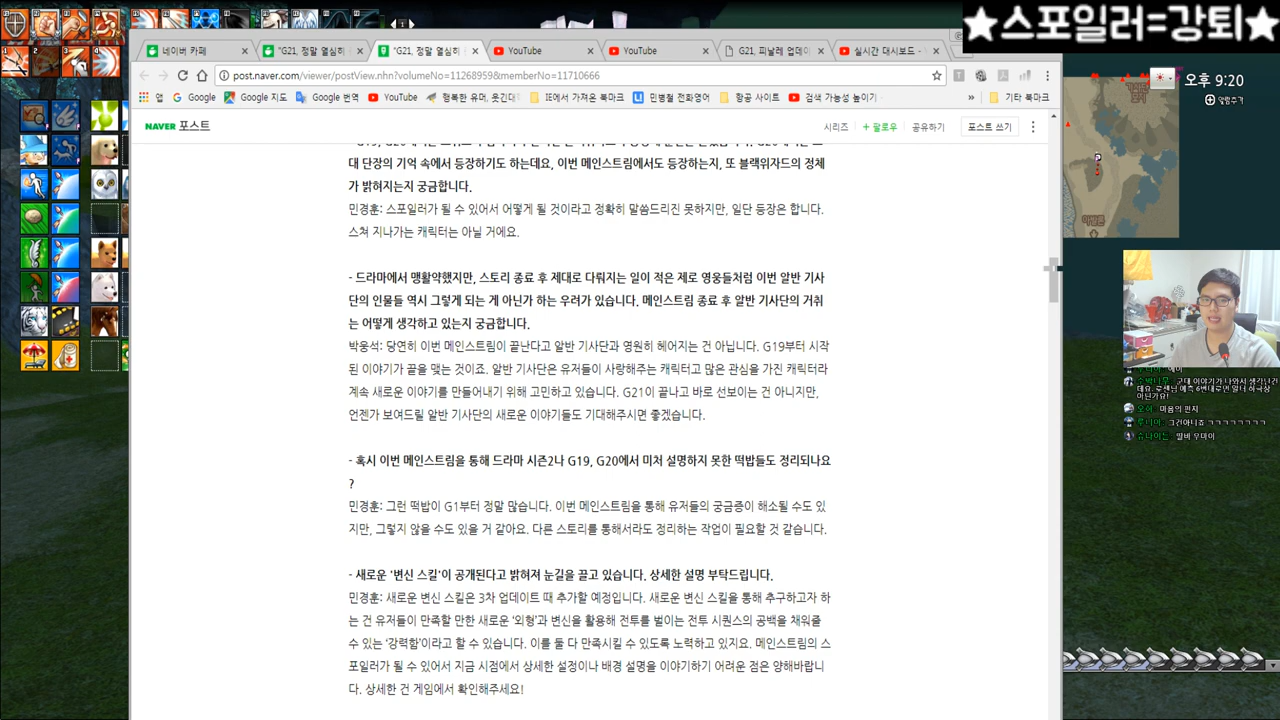 ★스포일러=강퇴★
네이버 카페
"G21, 정말 열심히
"G21, 정말 열심히
YouTube
YouTube
G21, 피날레 업데이
실시간 대시보드 -
post.naver.com/viewer/postView.nhn?volumeNo=11268959&memberNo=11710666
오후 9:20
알림추가
앱
Google
Google 지도
Google 번역
YouTube
행복한 유머, 웃긴대
IE에서 가져온 북마크
민병철 전화영어
항공 사이트
검색 가능성 높이기
»
기타 북마크
NAVER 포스트
시리즈
+ 팔로우
공유하기
포스트 쓰기
대 단장의 기억 속에서 등장하기도 하는데요, 이번 메인스트림에서도 등장하는지, 또 블랙위자드의 정체
가 밝혀지는지 궁금합니다.
민경훈: 스포일러가 될 수 있어서 어떻게 될 것이라고 정확히 말씀드리진 못하지만, 일단 등장은 합니다.
스쳐 지나가는 캐릭터는 아닐 거에요.
- 드라마에서 맹활약했지만, 스토리 종료 후 제대로 다뤄지는 일이 적은 제로 영웅들처럼 이번 알반 기사
단의 인물들 역시 그렇게 되는 게 아닌가 하는 우려가 있습니다. 메인스트림 종료 후 알반 기사단의 거취
는 어떻게 생각하고 있는지 궁금합니다.
박웅석: 당연히 이번 메인스트림이 끝난다고 알반 기사단과 영원히 헤어지는 건 아닙니다. G19부터 시작
된 이야기가 끝을 맺는 것이죠. 알반 기사단은 유저들이 사랑해주는 캐릭터고 많은 관심을 가진 캐릭터라
계속 새로운 이야기를 만들어내기 위해 고민하고 있습니다. G21이 끝나고 바로 선보이는 건 아니지만,
언젠가 보여드릴 알반 기사단의 새로운 이야기들도 기대해주시면 좋겠습니다.
- 혹시 이번 메인스트림을 통해 드라마 시즌2나 G19, G20에서 미처 설명하지 못한 떡밥들도 정리되나요
?
민경훈: 그런 떡밥이 G1부터 정말 많습니다. 이번 메인스트림을 통해 유저들의 궁금증이 해소될 수도 있
지만, 그렇지 않을 수도 있을 거 같아요. 다른 스토리를 통해서라도 정리하는 작업이 필요할 것 같습니다.
- 새로운 '변신 스킬'이 공개된다고 밝혀져 눈길을 끌고 있습니다. 상세한 설명 부탁드립니다.
민경훈: 새로운 변신 스킬은 3차 업데이트 때 추가할 예정입니다. 새로운 변신 스킬을 통해 추구하고자 하
는 건 유저들이 만족할 만한 새로운 '외형'과 변신을 활용해 전투를 벌이는 전투 시퀀스의 공백을 채워줄
수 있는 '강력함'이라고 할 수 있습니다. 이를 둘 다 만족시킬 수 있도록 노력하고 있지요. 메인스트림의 스
포일러가 될 수 있어서 지금 시점에서 상세한 설정이나 배경 설명을 이야기하기 어려운 점은 양해바랍니
다. 상세한 건 게임에서 확인해주세요!
오이 : 마음의 편지
루니아 : 그건아니죠 ㅋㅋㅋㅋㅋㅋㅋㅋ